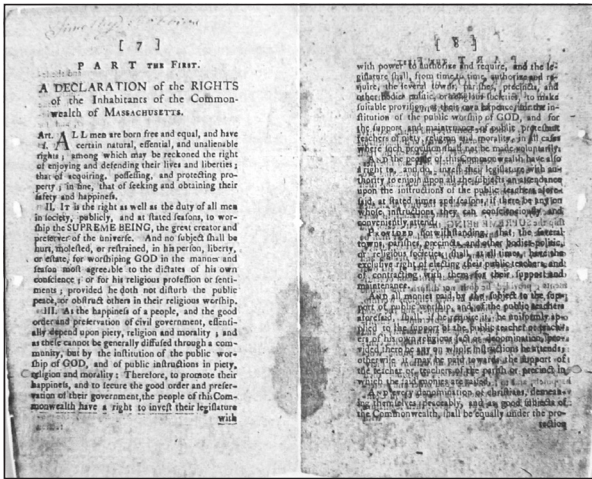 [ 7 ]
PART THE FIRST.
A DECLARATION of the RIGHTS
of the Inhabitants of the Common-
wealth of MASSACHUSETTS.
Art. I. ALL men are born free and equal, and have
certain natural, essential, and unalienable
rights; among which may be reckoned the right
of enjoying and defending their lives and liberties;
that of acquiring, possessing, and protecting pro-
perty; in fine, that of seeking and obtaining their
safety and happiness.
II. IT is the right as well as the duty of all men
in society, publicly, and at stated seasons, to wor-
ship the SUPREME BEING, the great creator and
preserver of the universe. And no subject shall be
hurt, molested, or restrained, in his person, liberty,
or estate, for worshiping GOD in the manner and
season most agreeable to the dictates of his own
conscience; or for his religious profession or senti-
ments; provided he doth not disturb the public
peace, or obstruct others in their religious worship.
III. As the happiness of a people, and the good
order and preservation of civil government, essenti-
ally depend upon piety, religion and morality; and
as these cannot be generally diffused through a com-
munity, but by the institution of the public wor-
ship of GOD, and of public instructions in piety,
religion and morality: Therefore, to promote their
happiness, and to secure the good order and preser-
vation of their government, the people of this Com-
monwealth have a right to invest their legislature
with
[ 8 ]
with power to authorize and require, and the le-
gislature shall, from time to time, authorize and re-
quire, the several towns, parishes, precincts, and
other bodies politic, or religious societies, to make
suitable provision, at their own expence, for the in-
stitution of the public worship of GOD, and for
the support and maintenance of public protestant
teachers of piety, religion and morality, in all cases
where such provision shall not be made voluntarily.
AND the people of this Commonwealth have also
a right to, and do, invest their legislature with au-
thority to enjoin upon all the subjects an attendance
upon the instructions of the public teachers afore-
said, at stated times and seasons, if there be any on
whose instructions they can conscientiously and
conveniently attend.
PROVIDED notwithstanding, that the several
towns, parishes, precincts, and other bodies politic,
or religious societies, shall, at all times, have the
exclusive right of electing their public teachers, and
of contracting with them for their support and
maintenance.
AND all monies paid by the subject to the sup-
port of public worship, and of the public teachers
aforesaid, shall, if he require it, be uniformly ap-
plied to the support of the public teacher or teach-
ers of his own religious sect or denomination, pro-
vided there be any on whose instructions he attends;
otherwise it may be paid towards the support of
the teacher or teachers of the parish or precinct in
which the said monies are raised.
AND every denomination of christians, demean-
ing themselves peaceably, and as good subjects of
the Commonwealth, shall be equally under the pro-
tection